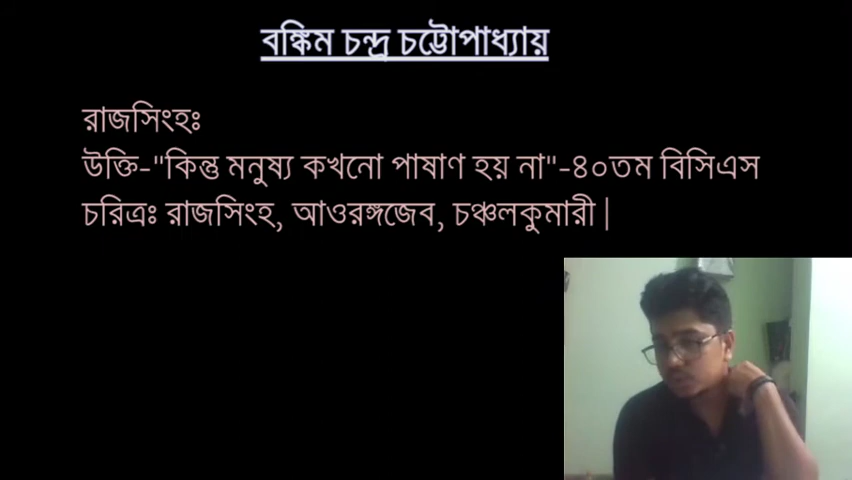 বঙ্কিম চন্দ্র চট্টোপাধ্যায়
রাজসিংহঃ
উক্তি-"কিন্তু মনুষ্য কখনো পাষাণ হয় না"-৪০তম বিসিএস
চরিত্রঃ রাজসিংহ, আওরঙ্গজেব, চঞ্চলকুমারী|